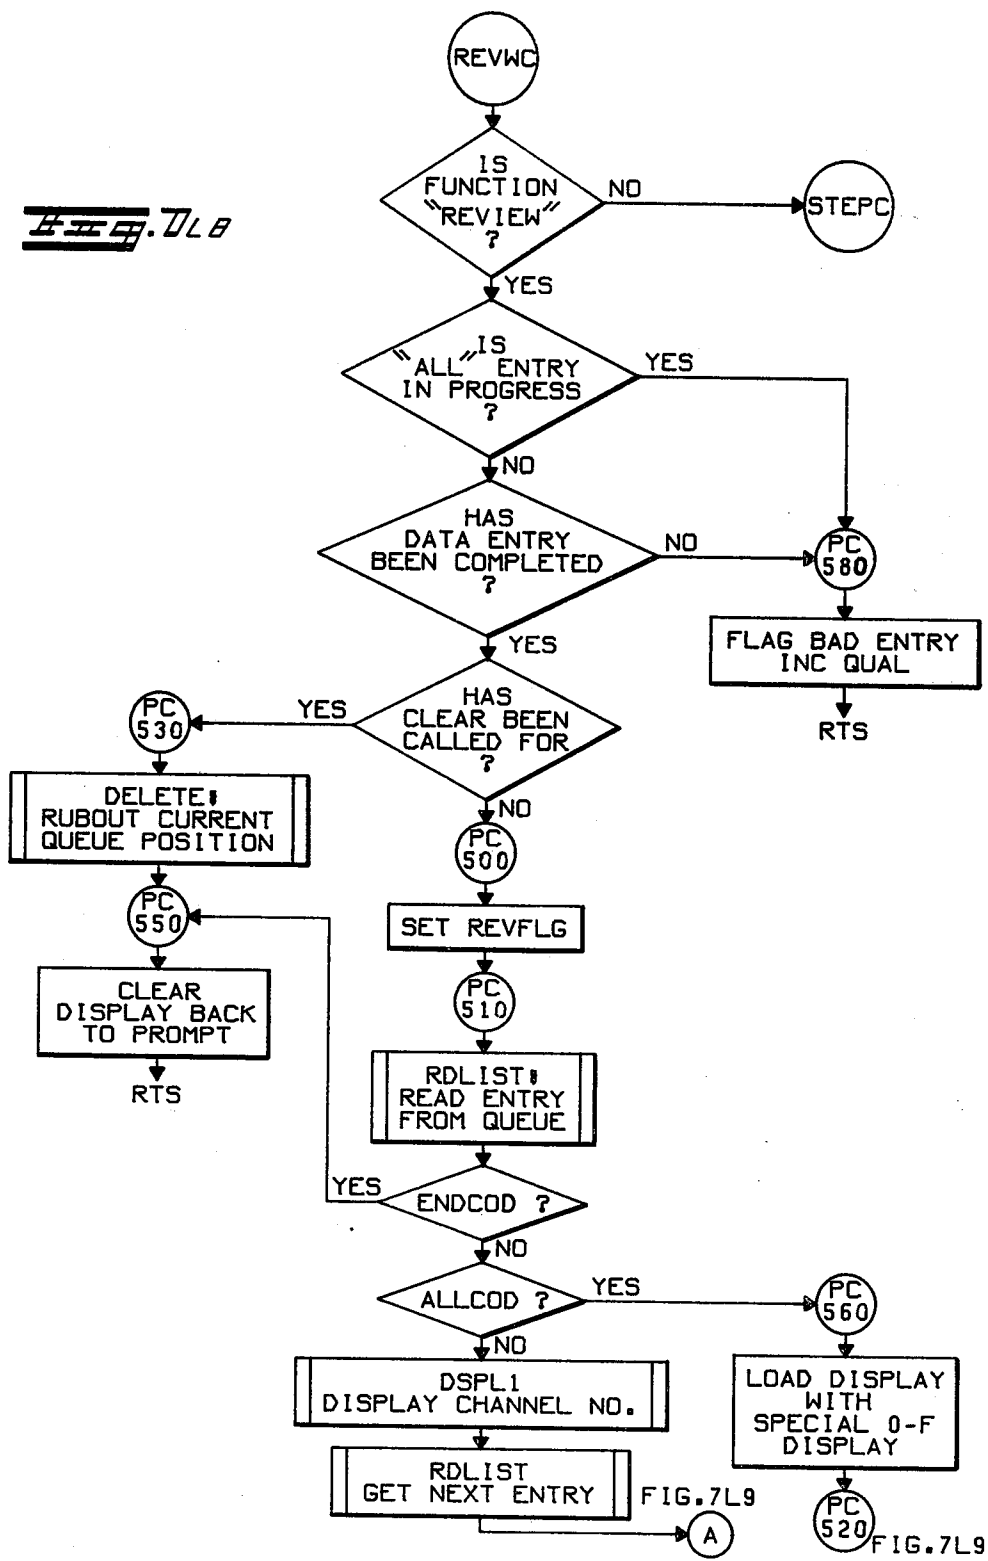 REVWC
IS
FUNCTION
"REVIEW"
?
NO
STEPC
Fig. 7L8
YES
IS
"ALL" ENTRY
IN PROGRESS
?
YES
NO
HAS
DATA ENTRY
BEEN COMPLETED
?
NO
PC
580
YES
FLAG BAD ENTRY
INC QUAL
RTS
HAS
CLEAR BEEN
CALLED FOR
?
YES
PC
530
NO
DELETE:
RUBOUT CURRENT
QUEUE POSITION
PC
500
PC
550
SET REVFLG
CLEAR
DISPLAY BACK
TO PROMPT
RTS
PC
510
RDLIST:
READ ENTRY
FROM QUEUE
YES
ENDCOD ?
NO
ALLCOD ?
YES
PC
560
NO
DSPL1
DISPLAY CHANNEL NO.
LOAD DISPLAY
WITH
SPECIAL 0-F
DISPLAY
RDLIST
GET NEXT ENTRY
FIG.7L9
A
PC
520
FIG.7L9